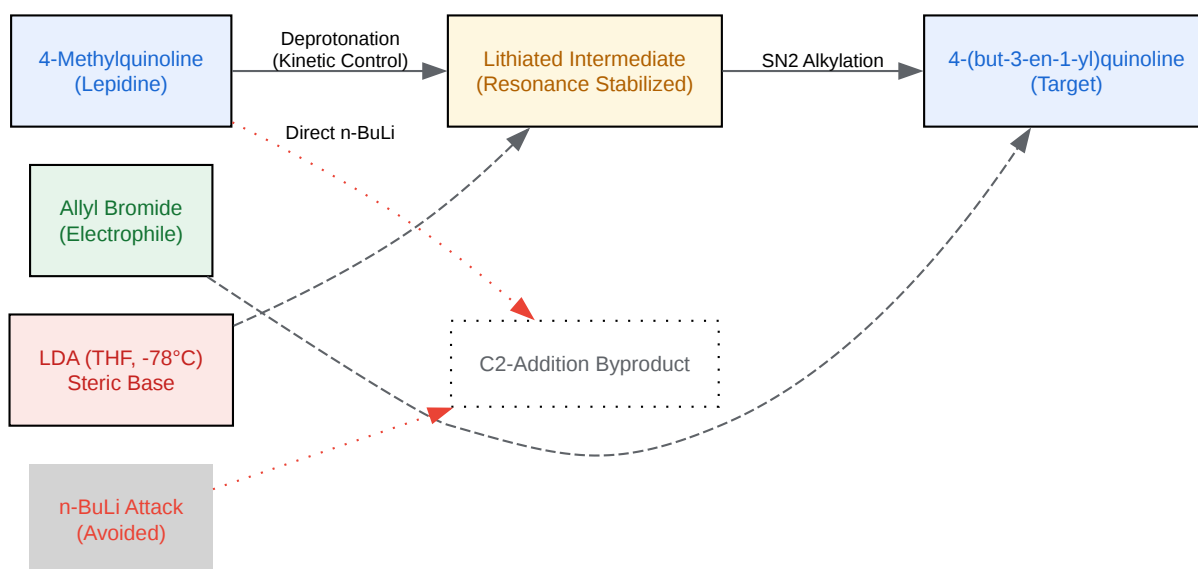 4-Methylquinoline
(Lepidine)
Deprotonation
(Kinetic Control)
Lithiated Intermediate
(Resonance Stabilized)
SN2 Alkylation
4-(but-3-en-1-yl)quinoline
(Target)
Direct n-BuLi
Allyl Bromide
(Electrophile)
LDA (THF, -78°C)
Steric Base
C2-Addition Byproduct
n-BuLi Attack
(Avoided)